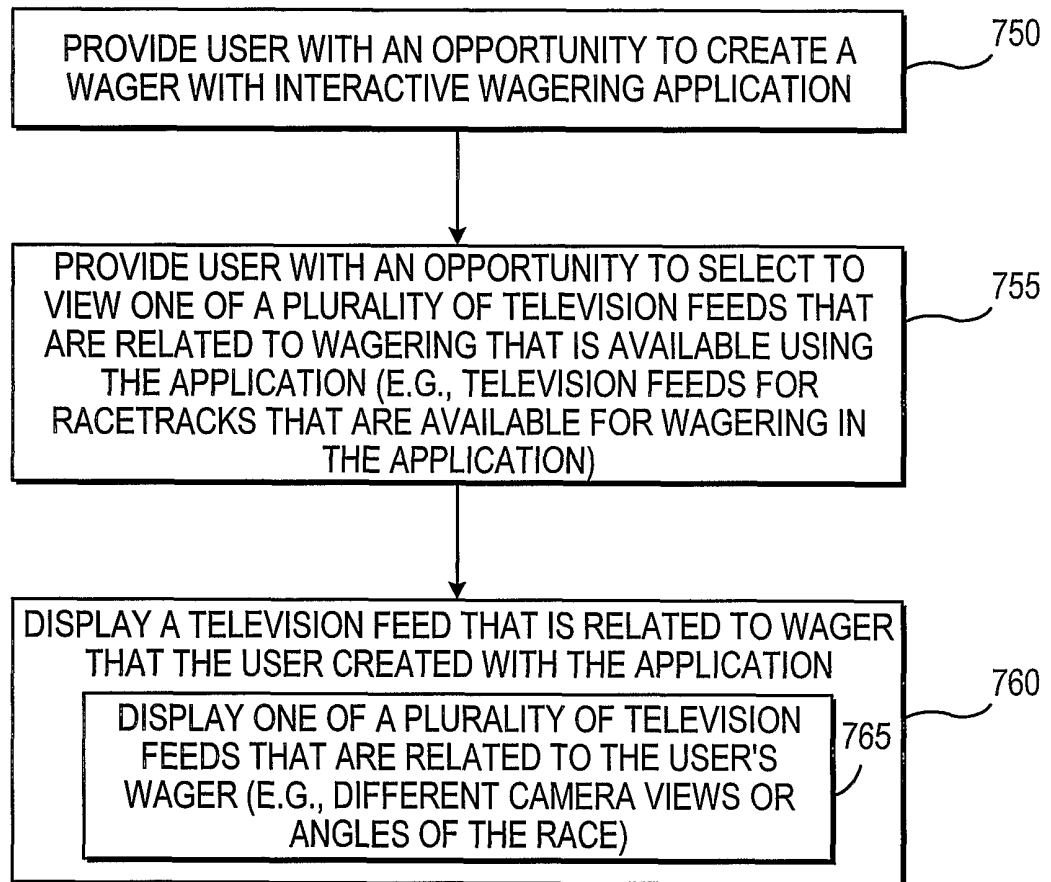 PROVIDE USER WITH AN OPPORTUNITY TO CREATE A
WAGER WITH INTERACTIVE WAGERING APPLICATION
750
PROVIDE USER WITH AN OPPORTUNITY TO SELECT TO
VIEW ONE OF A PLURALITY OF TELEVISION FEEDS THAT
ARE RELATED TO WAGERING THAT IS AVAILABLE USING
THE APPLICATION (E.G., TELEVISION FEEDS FOR
RACETRACKS THAT ARE AVAILABLE FOR WAGERING IN
THE APPLICATION)
755
DISPLAY A TELEVISION FEED THAT IS RELATED TO WAGER
THAT THE USER CREATED WITH THE APPLICATION
760
DISPLAY ONE OF A PLURALITY OF TELEVISION
FEEDS THAT ARE RELATED TO THE USER'S
WAGER (E.G., DIFFERENT CAMERA VIEWS OR
ANGLES OF THE RACE)
765